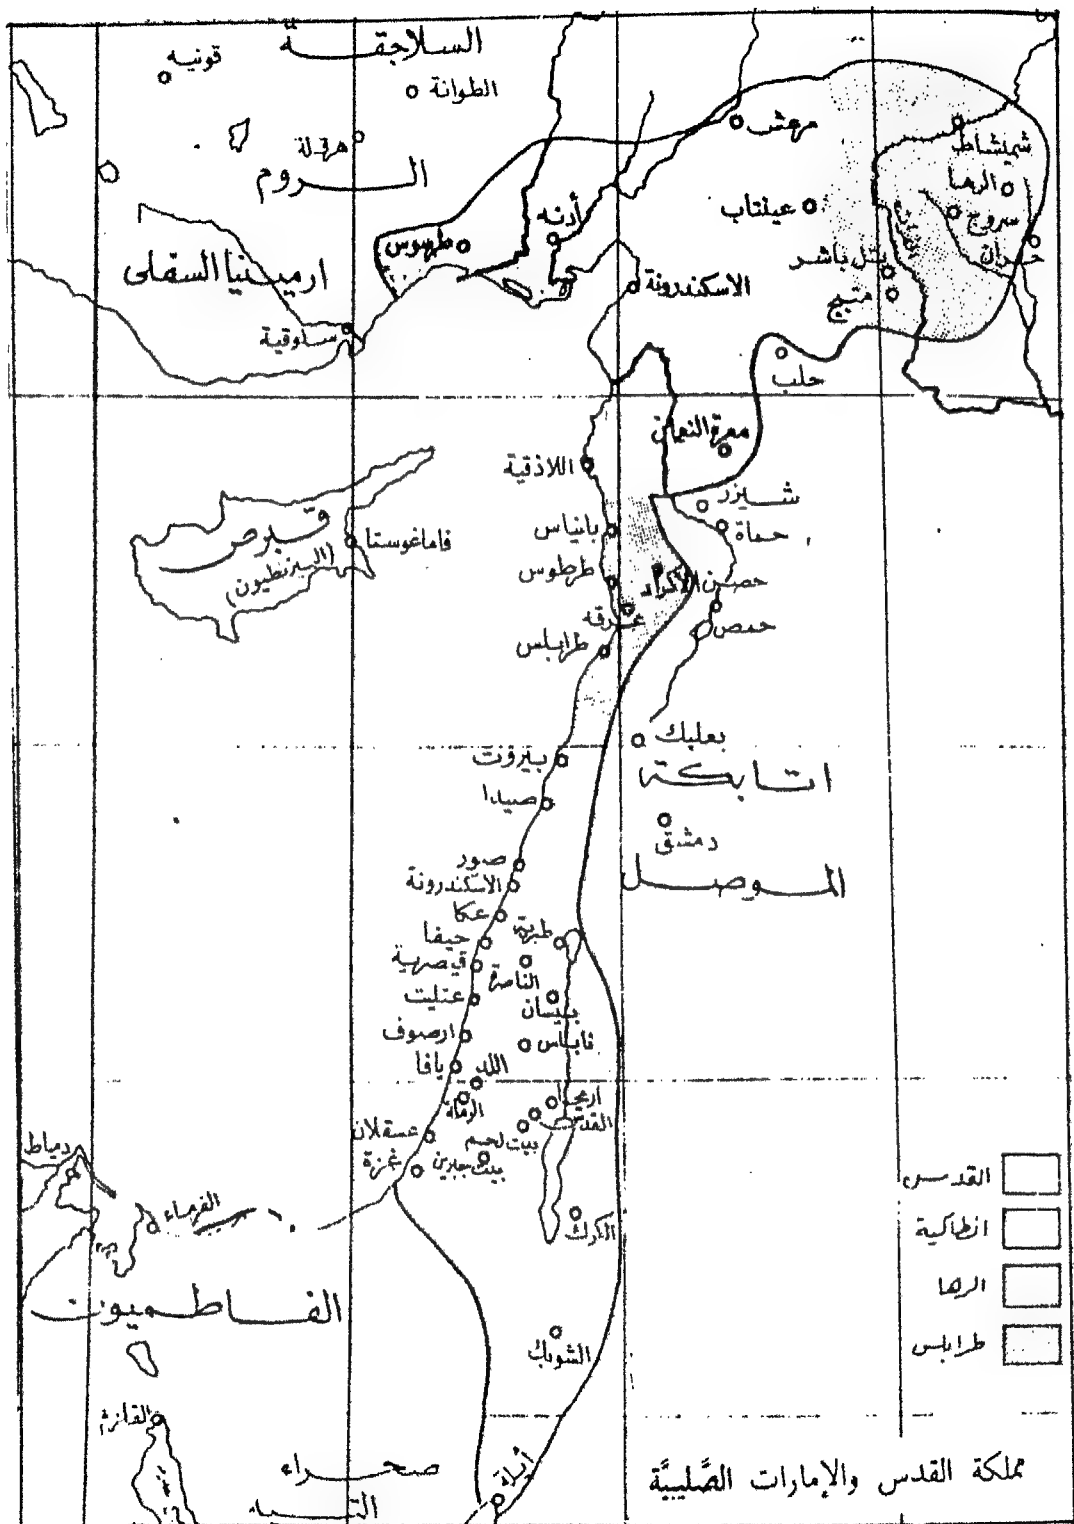 السلاجقة
قونيه
الطوانة
هرقلة
الروم
مرعش
شميشاط
الرها
سروج
حران
عينتاب
تل باشر
منبج
أدنه
طرسوس
ارمينيا السفلى
الاسكندرونة
سلوقية
حلب
معرة النعمان
اللاذقية
شيزر
حماة
بانياس
قبرص
(البيزنطيون)
فاماغوستا
طرطوس
حصن الأكراد
عرقه
حمص
طرابلس
بعلبك
بيروت
اتابكة
صيدا
دمشق
الموصل
صور
الاسكندرونة
عكا
طبرية
حيفا
قيصرية
الناصرة
عتليت
بيسان
ارصوف
نابلس
يافا
اللد
الرملة
اريحا
القدس
عسقلان
بيت لحم
غزة
بيت جبرين
دمياط
الفرماء
الكرك
الفاطميون
الشوبك
القلزم
أيلة
صحراء
التيه
القدس
انطاكية
الرها
طرابلس
مملكة القدس والإمارات الصَّليبيَّة